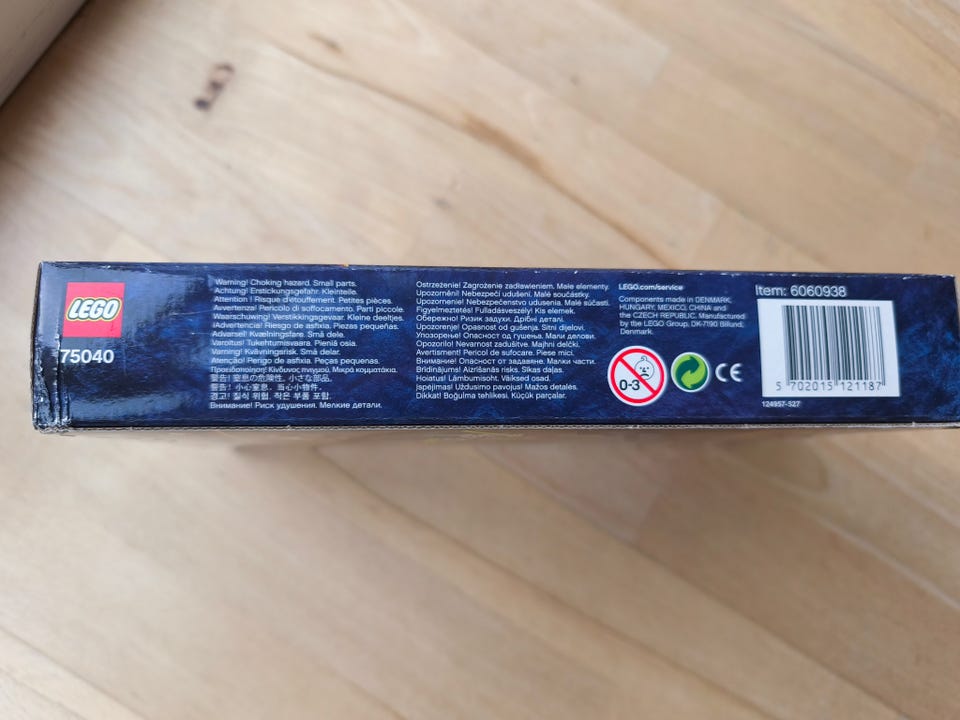 LEGO
75040
Warning! Choking hazard. Small parts.
Achtung! Erstickungsgefahr. Kleinteile.
Attention ! Risque d'étouffement. Petites pièces.
Avvertenza! Pericolo di soffocamento. Parti piccole.
Waarschuwing! Verstikkingsgevaar. Kleine deeltjes.
¡Advertencia! Riesgo de asfixia. Piezas pequeñas.
Advarsel! Kvælningsfare. Små dele.
Varoitus! Tukehtumisvaara. Pieniä osia.
Varning! Kvävningsrisk. Små delar.
Atenção! Perigo de asfixia. Peças pequenas.
Προειδοποίηση! Κίνδυνος πνιγμού. Μικρά κομματάκια.
警告! 窒息の危険性。小さな部品。
警告! 小心窒息。当心小物件。
경고! 질식 위험. 작은 부품 포함.
Внимание! Риск удушения. Мелкие детали.
Ostrzeżenie! Zagrożenie zadławieniem. Małe elementy.
Upozornění! Nebezpečí udušení. Malé součástky.
Upozornenie! Nebezpečenstvo udusenia. Malé súčasti.
Figyelmeztetés! Fulladásveszély! Kis elemek.
Обережно! Ризик задухи. Дрібні деталі.
Upozorenje! Opasnost od gušenja. Sitni dijelovi.
Упозорење! Опасност од гушења. Мали делови.
Opozorilo! Nevarnost zadušitve. Majhni delčki.
Avertisment! Pericol de sufocare. Piese mici.
Внимание! Опасност от задавяне. Малки части.
Brīdinājums! Aizrīšanās risks. Sīkas daļas.
Hoiatus! Lämbumisoht. Väiksed osad.
Įspėjimas! Uždusimo pavojus! Mažos detalės.
Dikkat! Boğulma tehlikesi. Küçük parçalar.
LEGO.com/service
Components made in DENMARK,
HUNGARY, MEXICO, CHINA and
the CZECH REPUBLIC. Manufactured
by the LEGO Group, DK-7190 Billund,
Denmark.
0-3
CE
Item: 6060938
5 702015 121187
124957-527